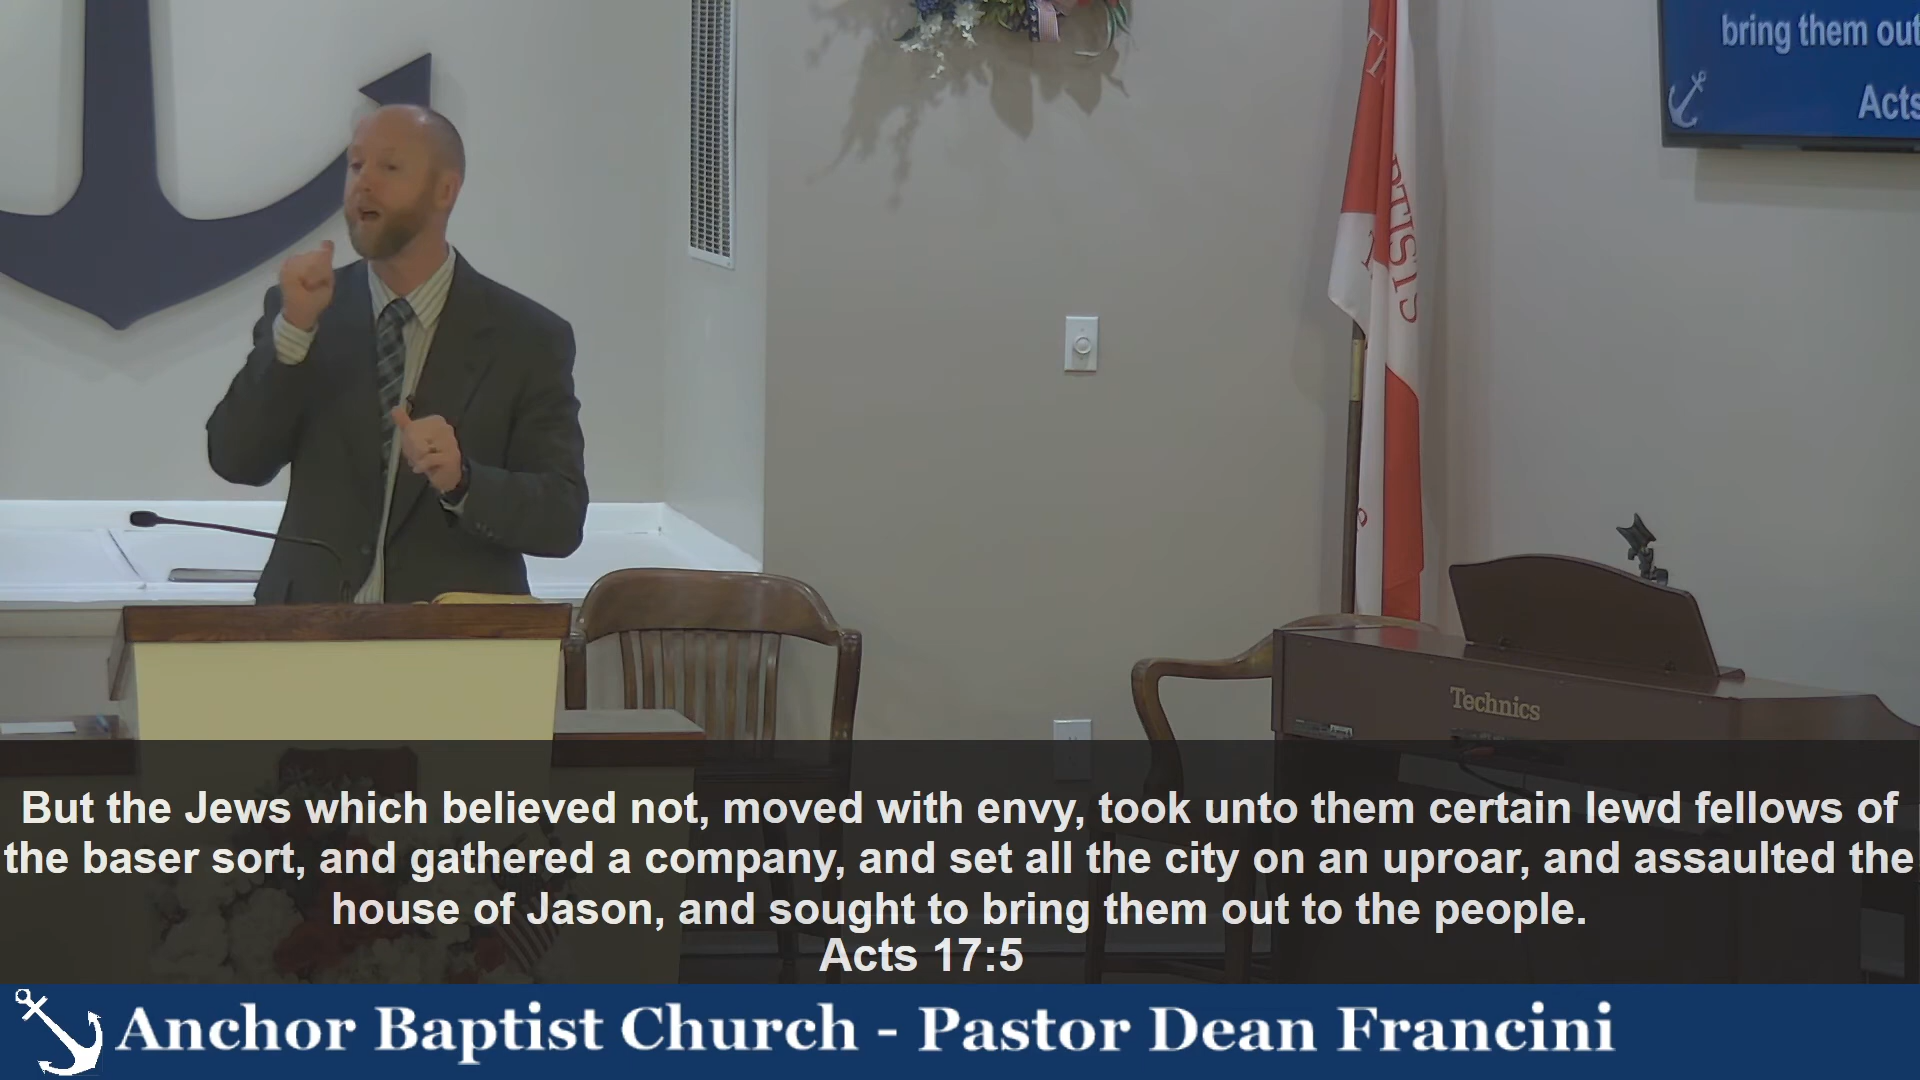 bring them out
Acts
PTISTS
Technics
But the Jews which believed not, moved with envy, took unto them certain lewd fellows of
the baser sort, and gathered a company, and set all the city on an uproar, and assaulted the
house of Jason, and sought to bring them out to the people.
Acts 17:5
Anchor Baptist Church - Pastor Dean Francini